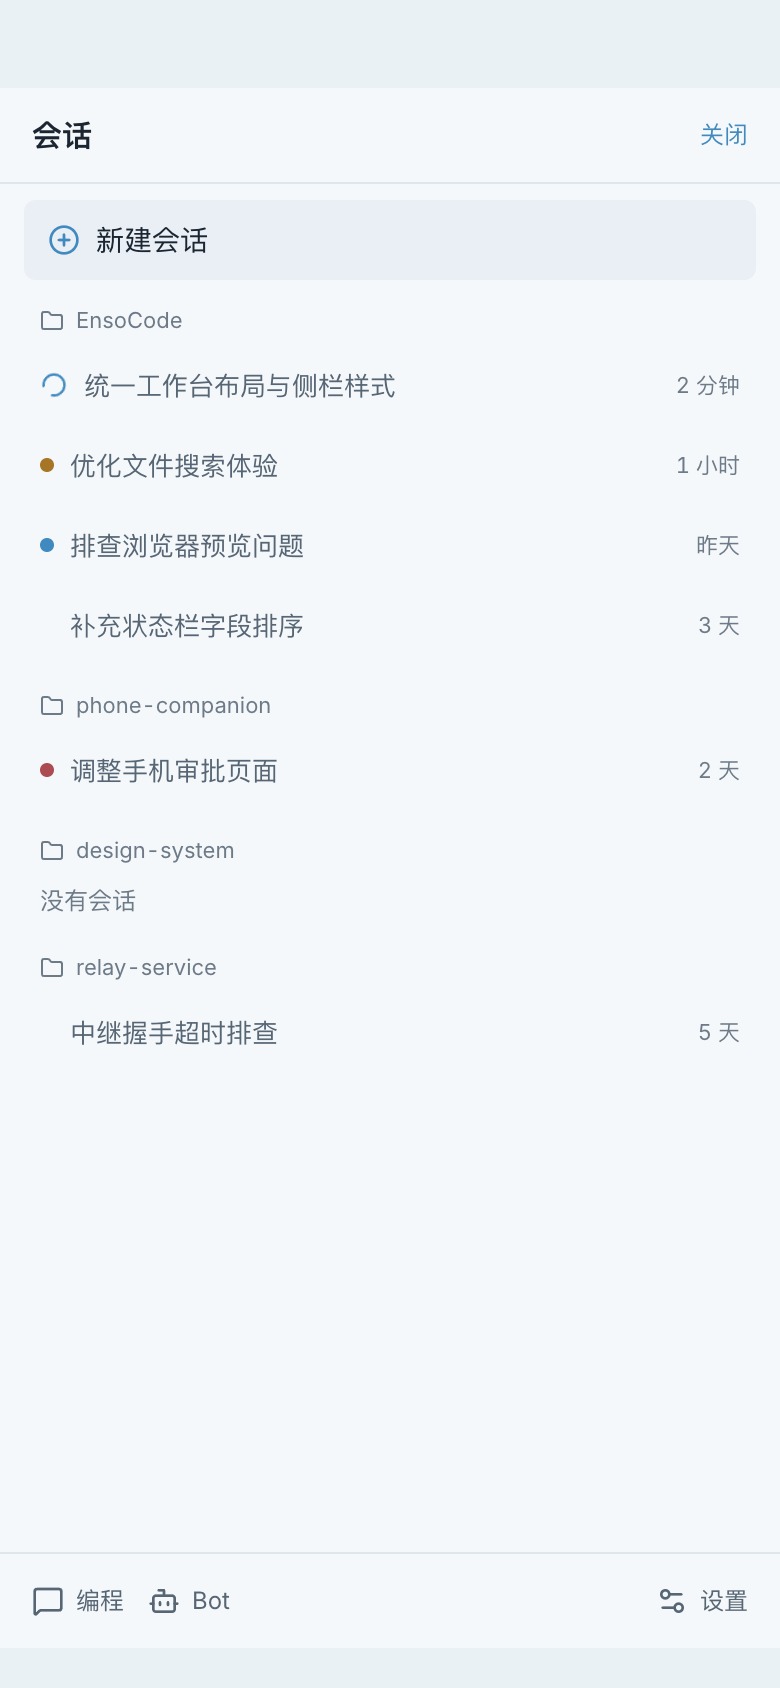 会话
关闭
新建会话
EnsoCode
统一工作台布局与侧栏样式 2 分钟
优化文件搜索体验 1 小时
排查浏览器预览问题 昨天
补充状态栏字段排序 3 天
phone-companion
调整手机审批页面 2 天
design-system
没有会话
relay-service
中继握手超时排查 5 天
编程 Bot 设置